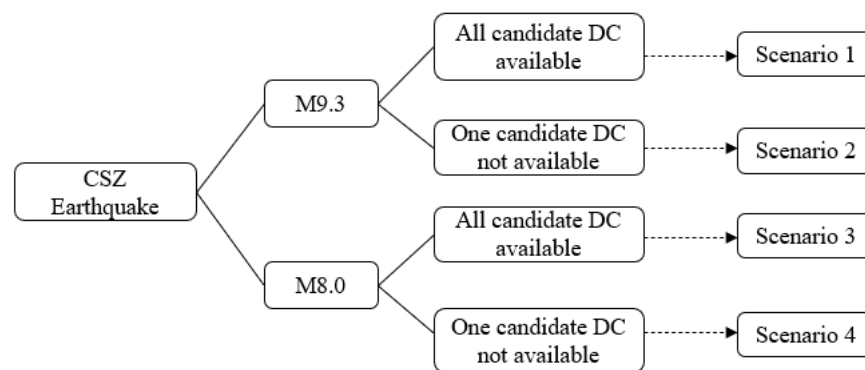 All candidate DC
available
Scenario 1
M9.3
One candidate DC
not available
Scenario 2
CSZ
Earthquake
All candidate DC
available
Scenario 3
M8.0
One candidate DC
not available
Scenario 4